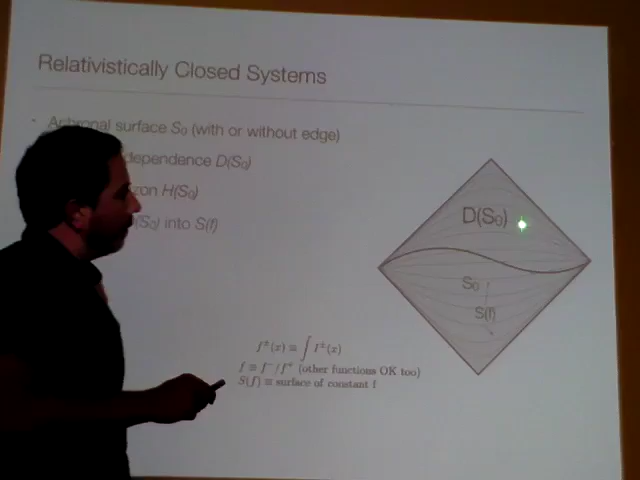 Relativistically Closed Systems
· Achronal surface S₀ (with or without edge)
dependence D(S₀)
zon H(S₀)
(S₀) into S(f)
D(S₀)
S₀
S(f)
f^±(x) ≡ ∫ I^±(x)
f ≡ f⁻/f⁺ (other functions OK too)
S(f) ≡ surface of constant f